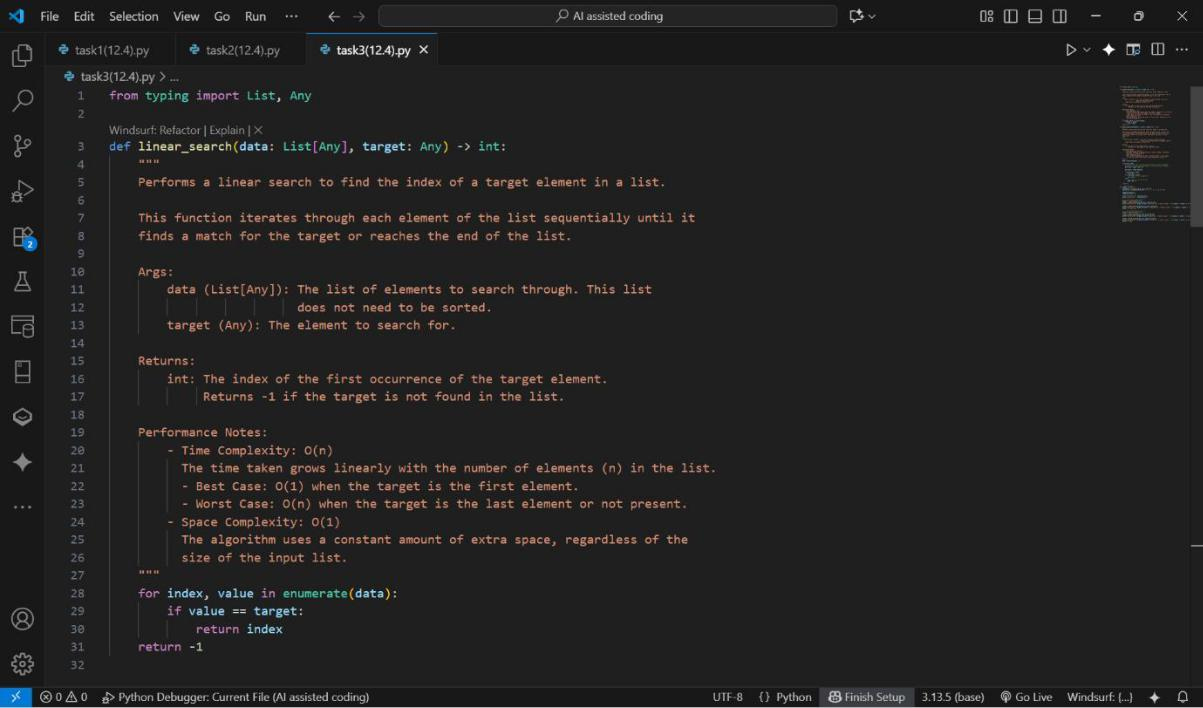 File Edit Selection View Go Run ··· ← → AI assisted coding
task1(12.4).py task2(12.4).py task3(12.4).py ×
task3(12.4).py > ...
1 from typing import List, Any
2
Windsurf: Refactor | Explain | ×
3 def linear_search(data: List[Any], target: Any) -> int:
4     """
5     Performs a linear search to find the index of a target element in a list.
6
7     This function iterates through each element of the list sequentially until it
8     finds a match for the target or reaches the end of the list.
9
10     Args:
11         data (List[Any]): The list of elements to search through. This list
12                           does not need to be sorted.
13         target (Any): The element to search for.
14
15     Returns:
16         int: The index of the first occurrence of the target element.
17              Returns -1 if the target is not found in the list.
18
19     Performance Notes:
20         - Time Complexity: O(n)
21           The time taken grows linearly with the number of elements (n) in the list.
22           - Best Case: O(1) when the target is the first element.
23           - Worst Case: O(n) when the target is the last element or not present.
24         - Space Complexity: O(1)
25           The algorithm uses a constant amount of extra space, regardless of the
26           size of the input list.
27     """
28     for index, value in enumerate(data):
29         if value == target:
30             return index
31     return -1
32
2
0 0 Python Debugger: Current File (AI assisted coding) UTF-8 {} Python Finish Setup 3.13.5 (base) Go Live Windsurf: {...}